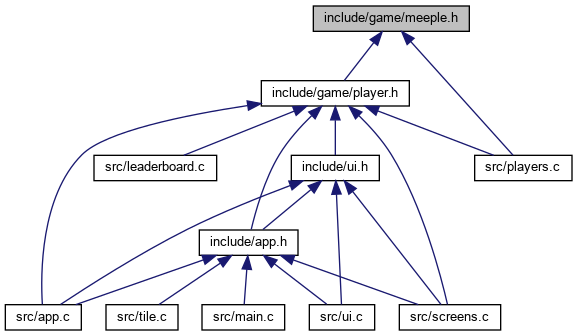 include/game/meeple.h
include/game/player.h
src/leaderboard.c
include/ui.h
src/players.c
include/app.h
src/app.c
src/tile.c
src/main.c
src/ui.c
src/screens.c